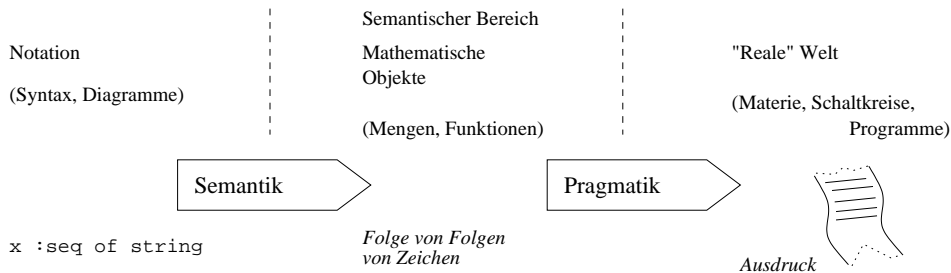 Semantischer Bereich
Notation
Mathematische
Objekte
"Reale" Welt
(Syntax, Diagramme)
(Mengen, Funktionen)
(Materie, Schaltkreise,
Programme)
Semantik
Pragmatik
x :seq of string
Folge von Folgen
von Zeichen
Ausdruck